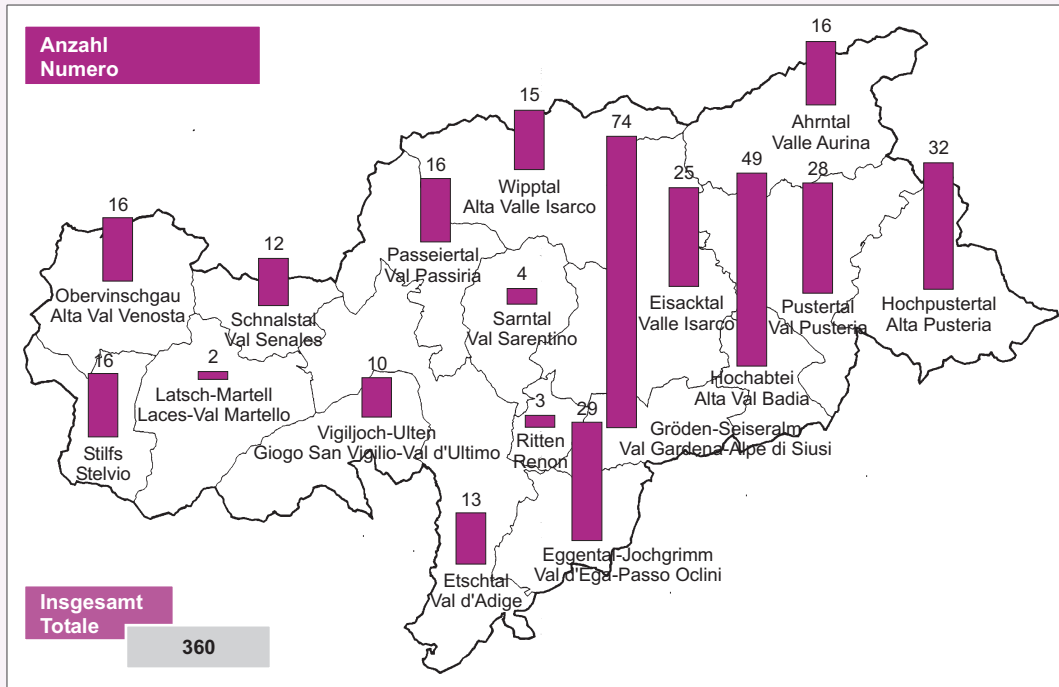 Anzahl
Numero
16
Ahrntal
Valle Aurina
15
Wipptal
Alta Valle Isarco
74
Gröden-Seiseralm
Val Gardena-Alpe di Siusi
16
Passeiertal
Val Passiria
25
Eisacktal
Valle Isarco
49
Hochabtei
Alta Val Badia
28
Pustertal
Val Pusteria
32
Hochpustertal
Alta Pusteria
16
Obervinschgau
Alta Val Venosta
12
Schnalstal
Val Senales
4
Sarntal
Val Sarentino
16
Stilfs
Stelvio
2
Latsch-Martell
Laces-Val Martello
10
Vigiljoch-Ulten
Giogo San Vigilio-Val d'Ultimo
3
Ritten
Renon
29
Eggental-Jochgrimm
Val d'Ega-Passo Oclini
13
Etschtal
Val d'Adige
Insgesamt
Totale
360